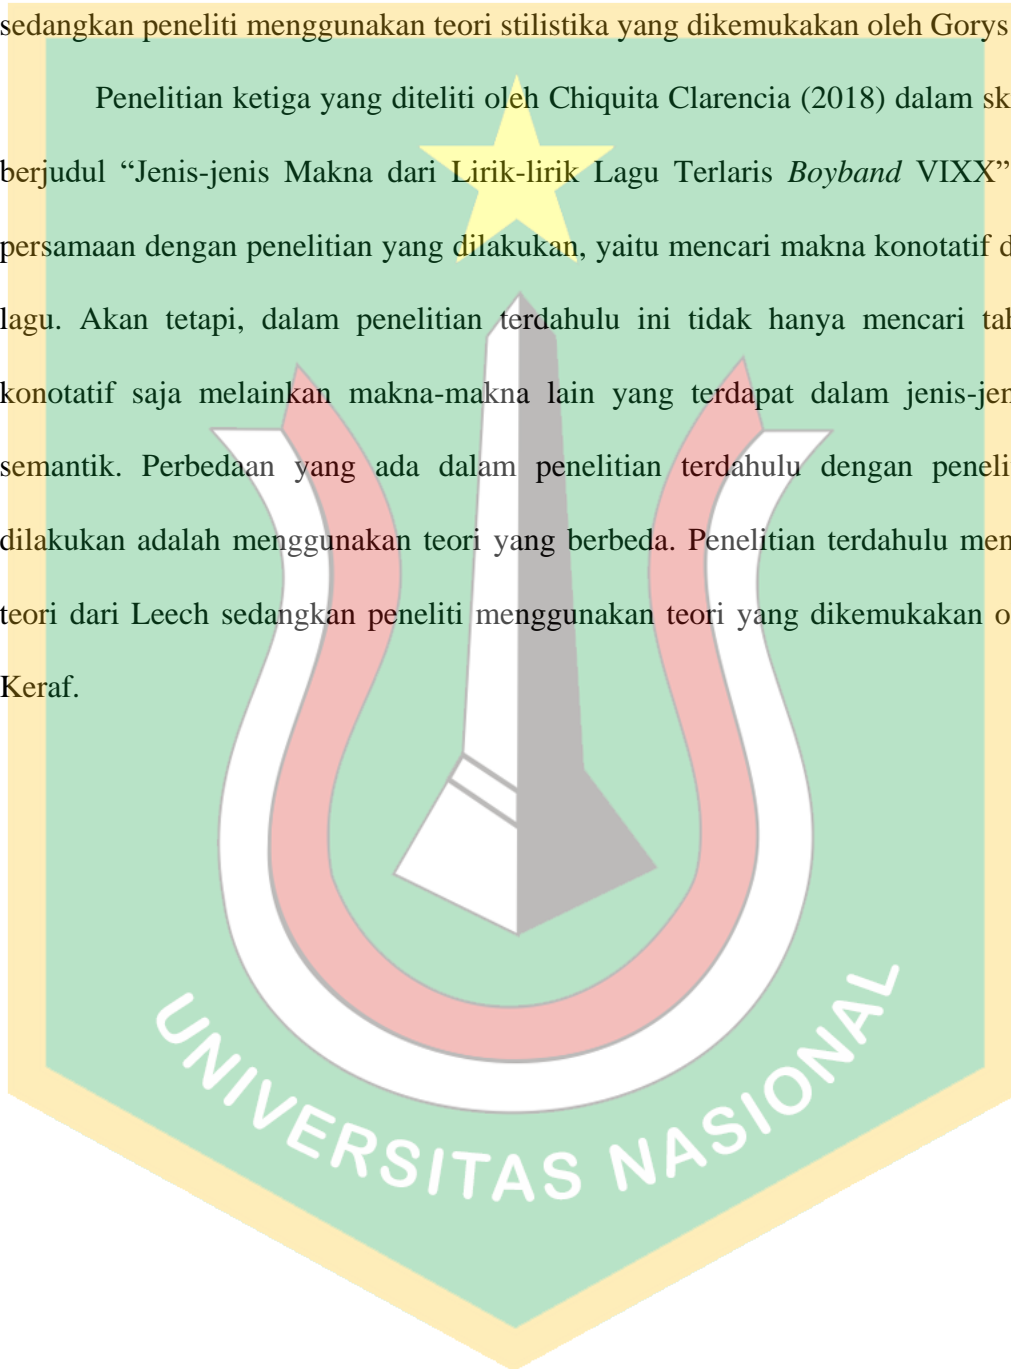 sedangkan peneliti menggunakan teori stilistika yang dikemukakan oleh Gorys
Penelitian ketiga yang diteliti oleh Chiquita Clarencia (2018) dalam sk
berjudul “Jenis-jenis Makna dari Lirik-lirik Lagu Terlaris Boyband VIXX”
persamaan dengan penelitian yang dilakukan, yaitu mencari makna konotatif d
lagu. Akan tetapi, dalam penelitian terdahulu ini tidak hanya mencari tah
konotatif saja melainkan makna-makna lain yang terdapat dalam jenis-jen
semantik. Perbedaan yang ada dalam penelitian terdahulu dengan peneli
dilakukan adalah menggunakan teori yang berbeda. Penelitian terdahulu men
teori dari Leech sedangkan peneliti menggunakan teori yang dikemukakan o
Keraf.
UNIVERSITAS NASIONAL